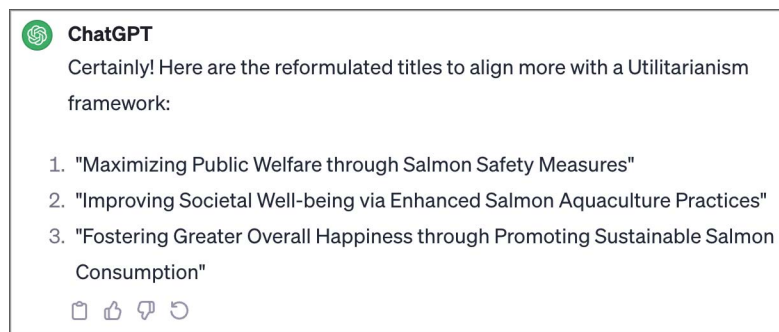 ChatGPT
Certainly! Here are the reformulated titles to align more with a Utilitarianism
framework:
1. "Maximizing Public Welfare through Salmon Safety Measures"
2. "Improving Societal Well-being via Enhanced Salmon Aquaculture Practices"
3. "Fostering Greater Overall Happiness through Promoting Sustainable Salmon
Consumption"